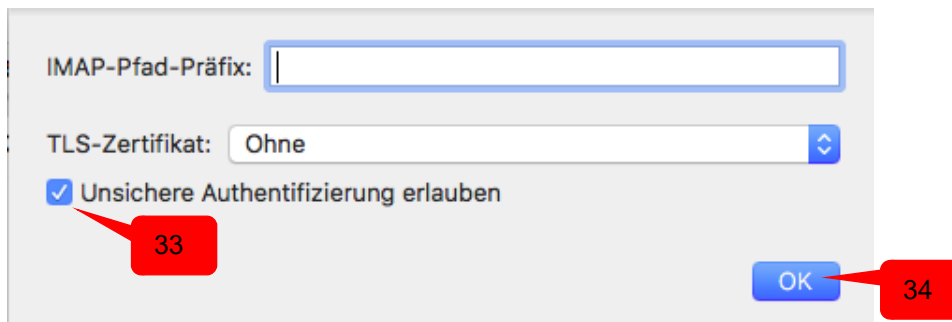 IMAP-Pfad-Präfix:
TLS-Zertifikat: Ohne
Unsichere Authentifizierung erlauben
33
OK
34